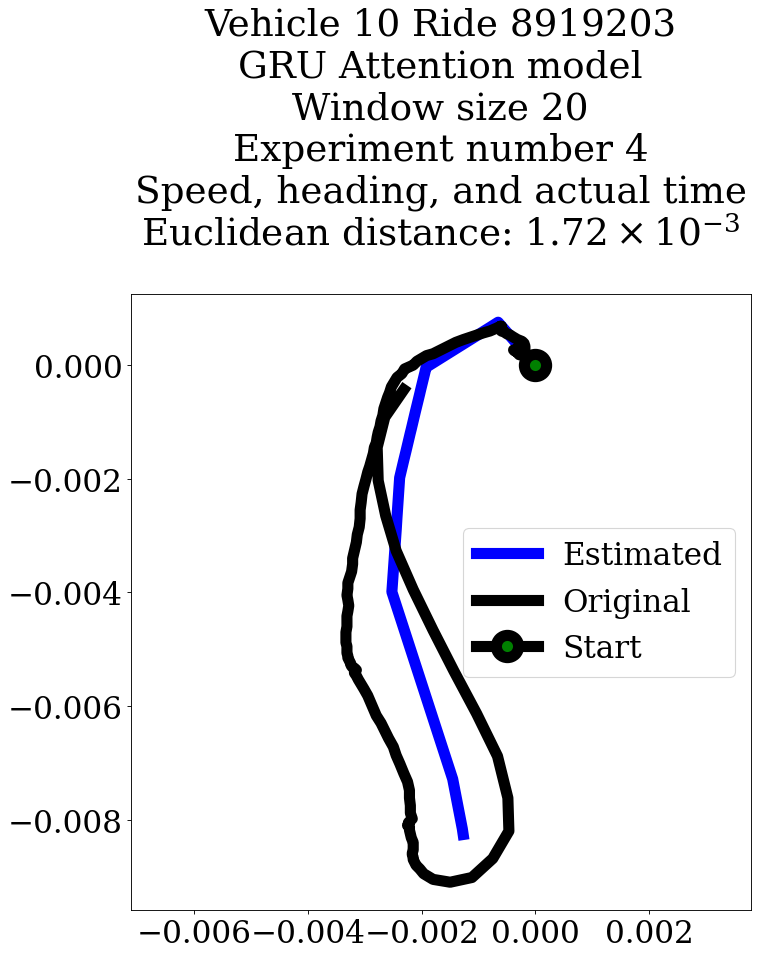 Vehicle 10 Ride 8919203
GRU Attention model
Window size 20
Experiment number 4
Speed, heading, and actual time
Euclidean distance: 1.72 × 10⁻³
0.000
−0.002
−0.004
−0.006
−0.008
Estimated
Original
Start
−0.006 −0.004 −0.002 0.000 0.002